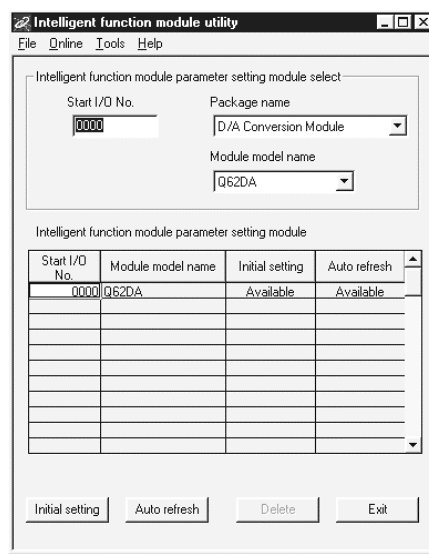 Intelligent function module utility
File Online Tools Help
Intelligent function module parameter setting module select
Start I/O No. Package name
0000 D/A Conversion Module
Module model name
Q62DA
Intelligent function module parameter setting module
Start I/O No. Module model name Initial setting Auto refresh
0000 Q62DA Available Available
Initial setting Auto refresh Delete Exit